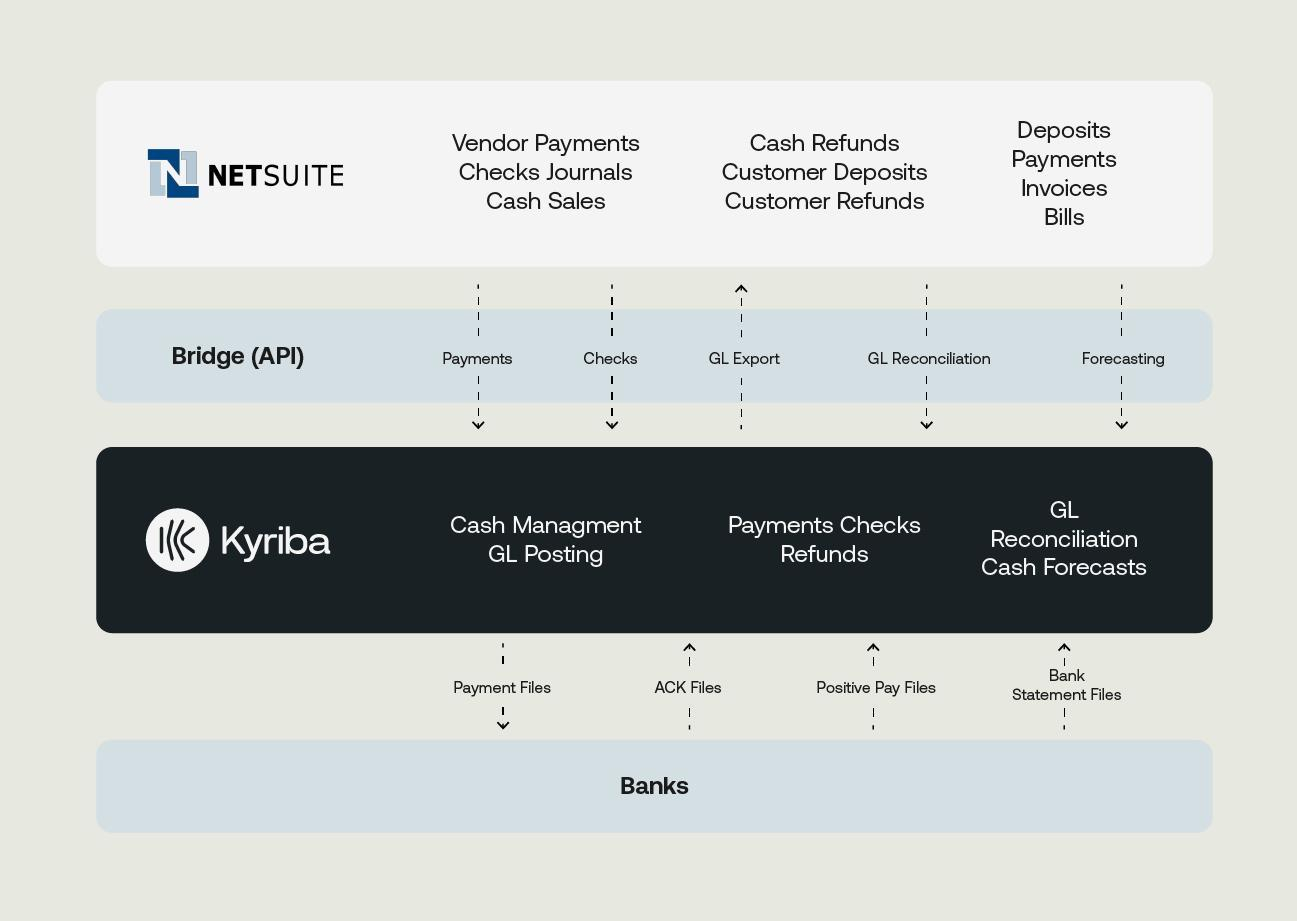 NETSUITE
Vendor Payments
Checks Journals
Cash Sales
Cash Refunds
Customer Deposits
Customer Refunds
Deposits
Payments
Invoices
Bills
Bridge (API)
Payments
Checks
GL Export
GL Reconciliation
Forecasting
Kyriba
Cash Managment
GL Posting
Payments Checks
Refunds
GL
Reconciliation
Cash Forecasts
Payment Files
ACK Files
Positive Pay Files
Bank
Statement Files
Banks